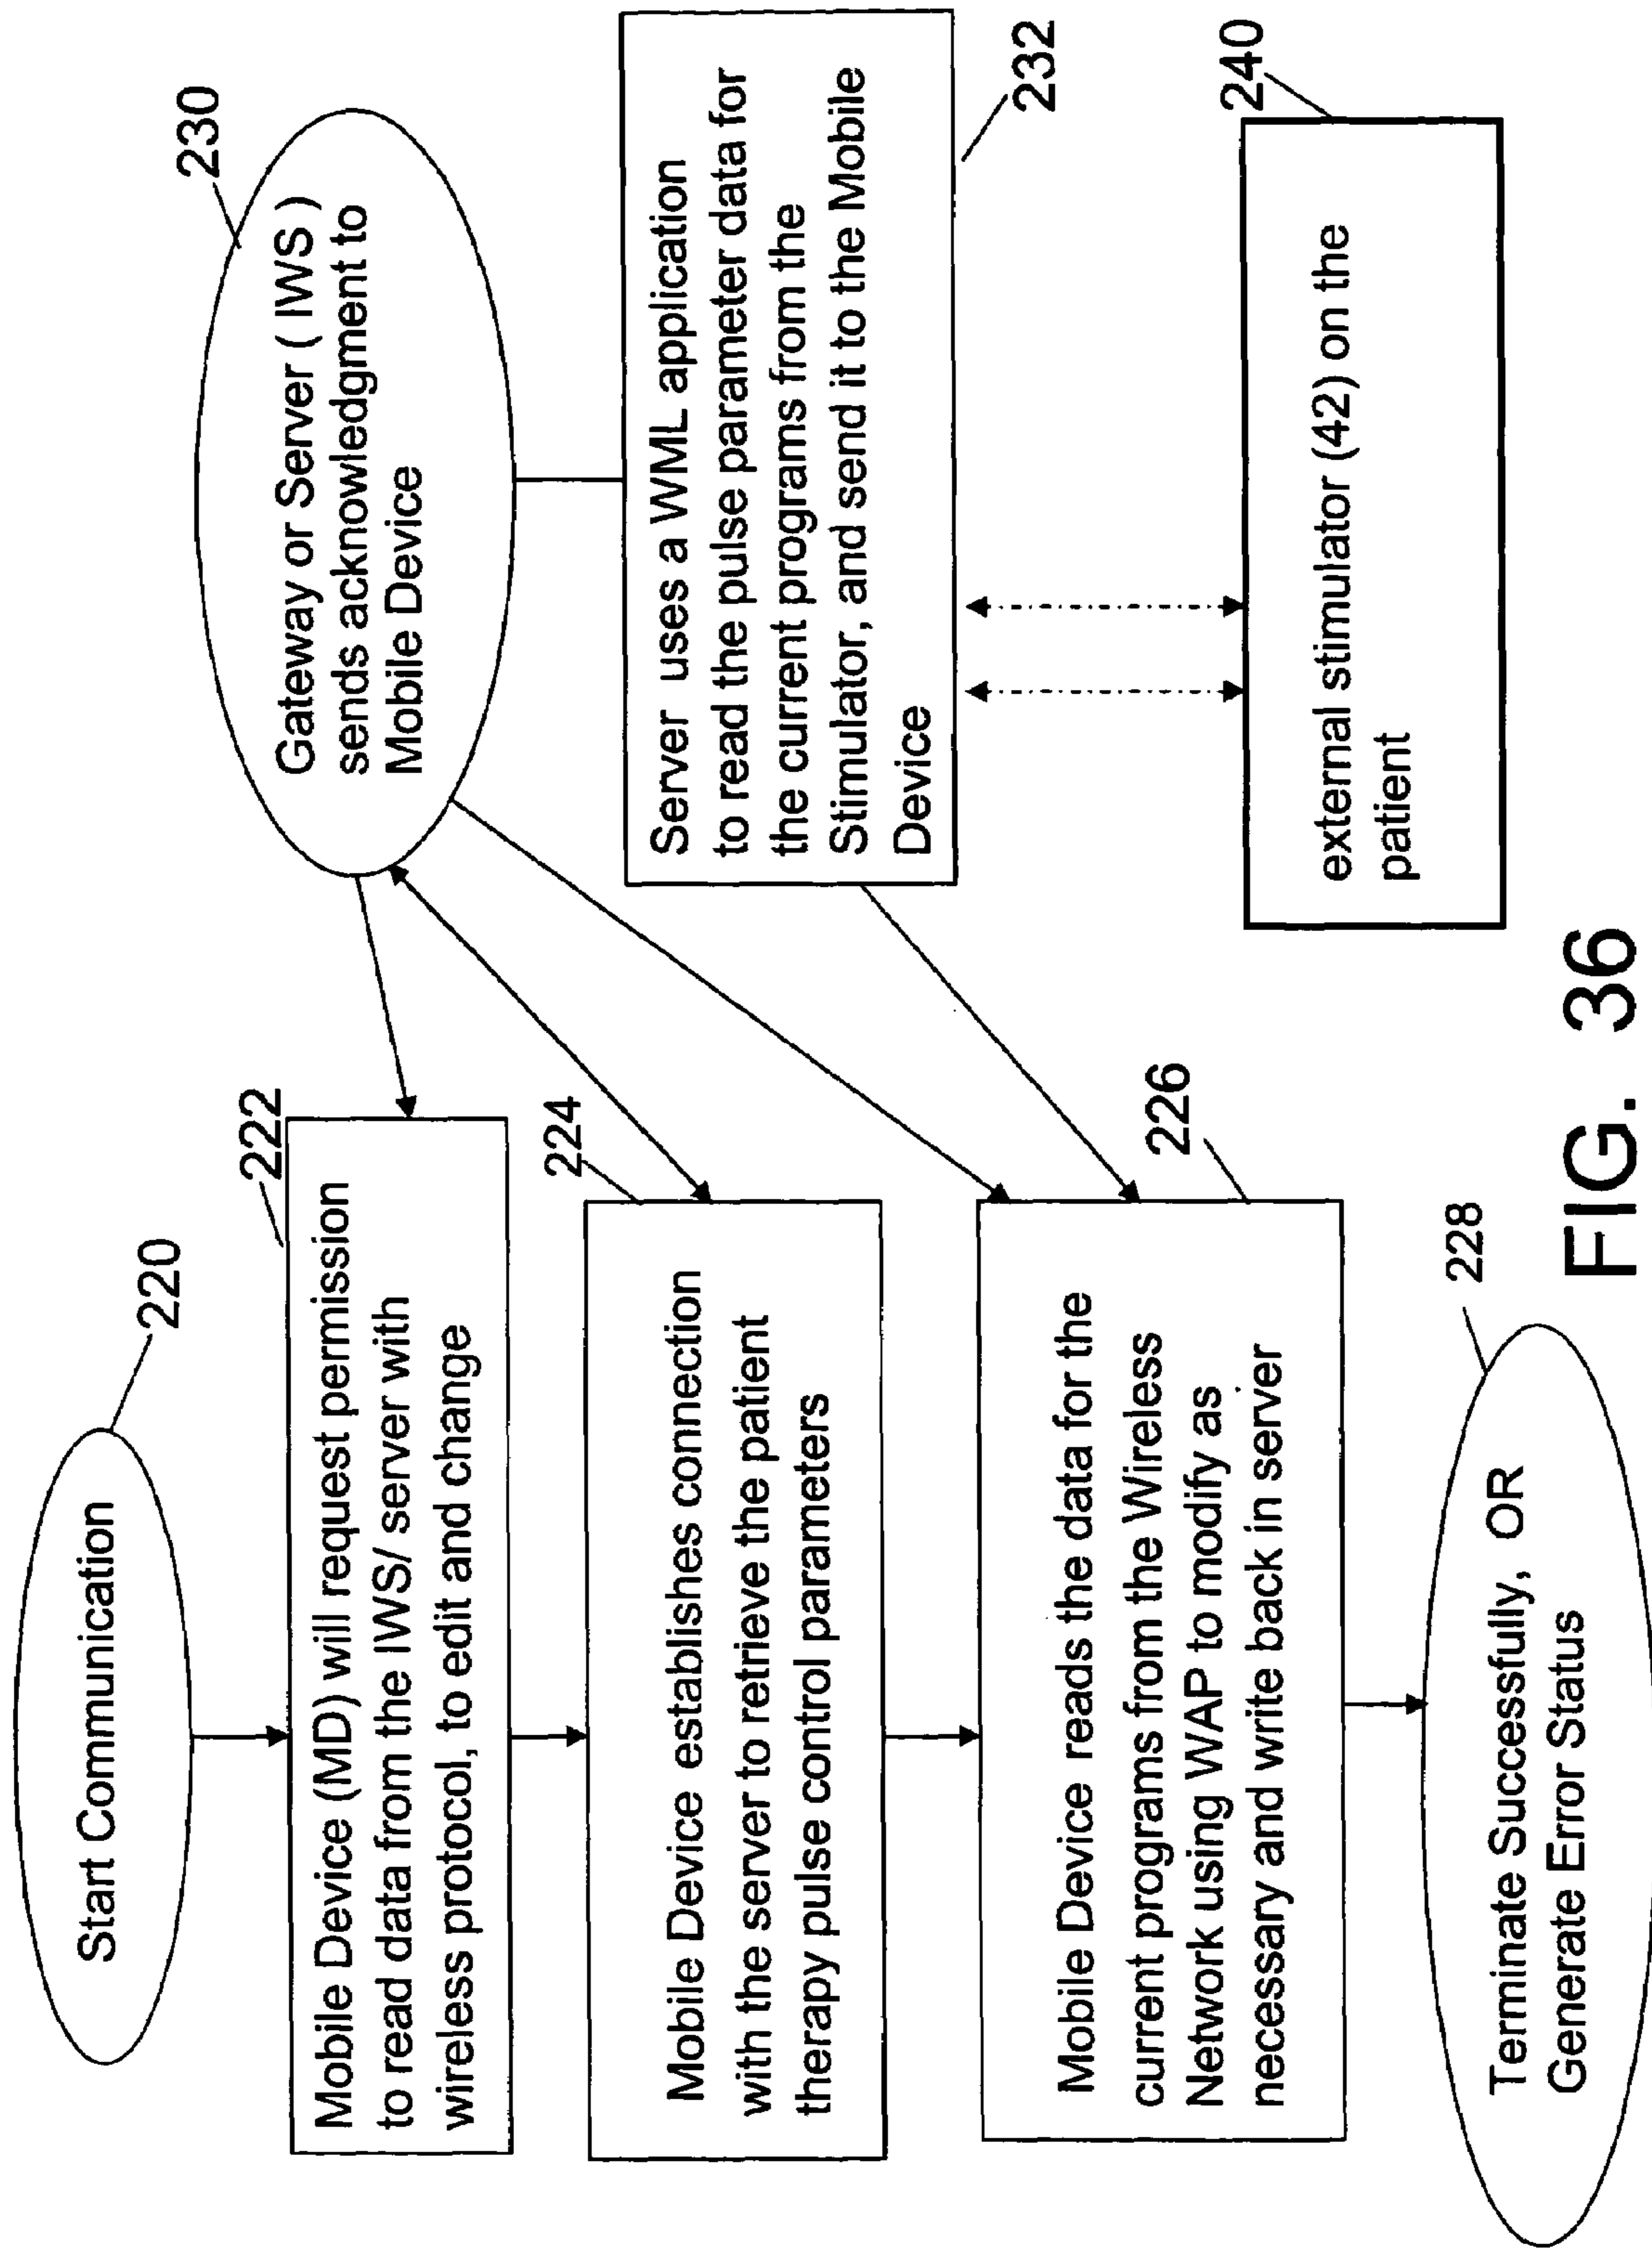 220
Start Communication
222
Mobile Device (MD) will request permission
to read data from the IWS/ server with
wireless protocol, to edit and change
224
Mobile Device establishes connection
with the server to retrieve the patient
therapy pulse control parameters
226
Mobile Device reads the data for the
current programs from the Wireless
Network using WAP to modify as
necessary and write back in server
228
Terminate Successfully, OR
Generate Error Status
230
Gateway or Server ( IWS )
sends acknowledgment to
Mobile Device
Server uses a WML application
to read the pulse parameter data for
the current programs from the
Stimulator, and send it to the Mobile
Device
232
240
external stimulator (42) on the
patient
FIG. 36